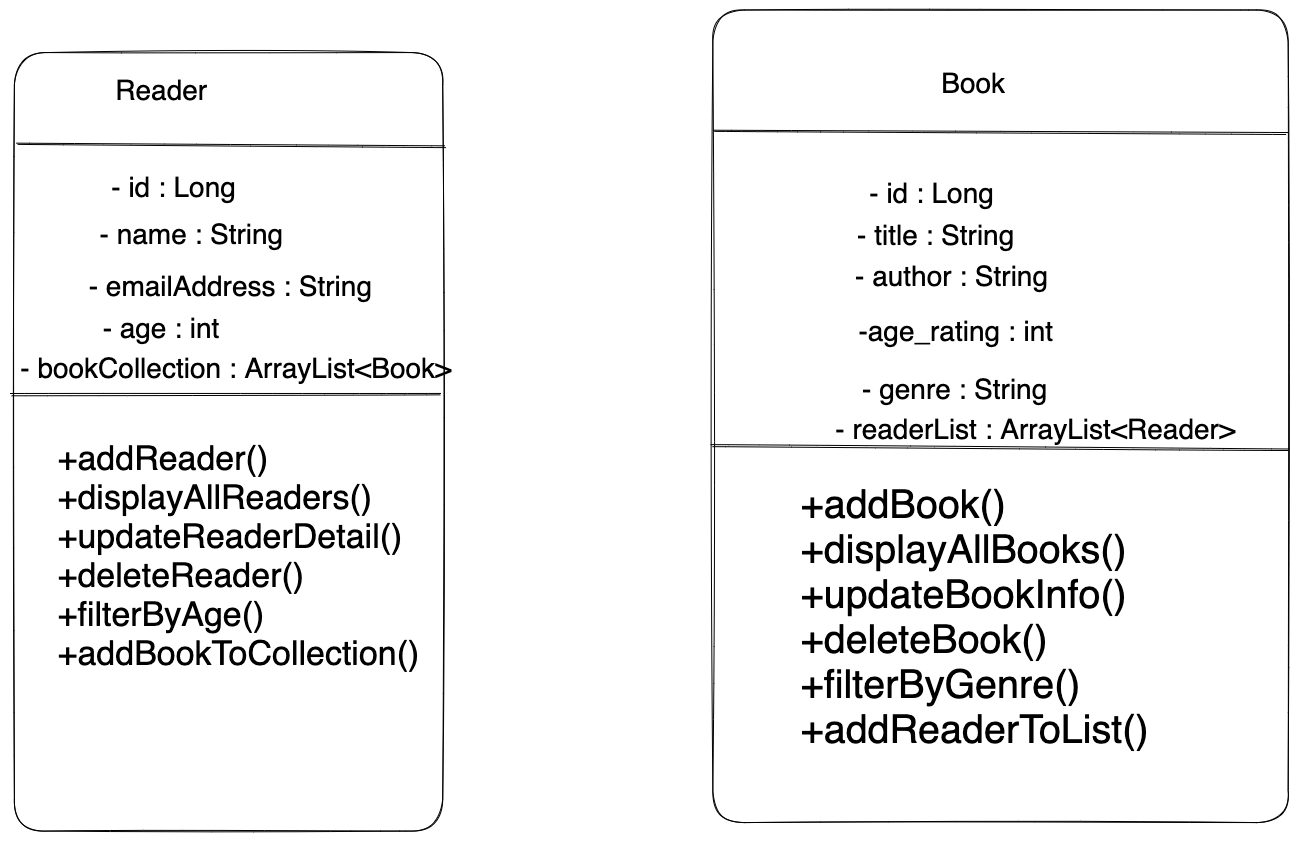 Reader
- id : Long
- name : String
- emailAddress : String
- age : int
- bookCollection : ArrayList<Book>
+addReader()
+displayAllReaders()
+updateReaderDetail()
+deleteReader()
+filterByAge()
+addBookToCollection()
Book
- id : Long
- title : String
- author : String
-age_rating : int
- genre : String
- readerList : ArrayList<Reader>
+addBook()
+displayAllBooks()
+updateBookInfo()
+deleteBook()
+filterByGenre()
+addReaderToList()